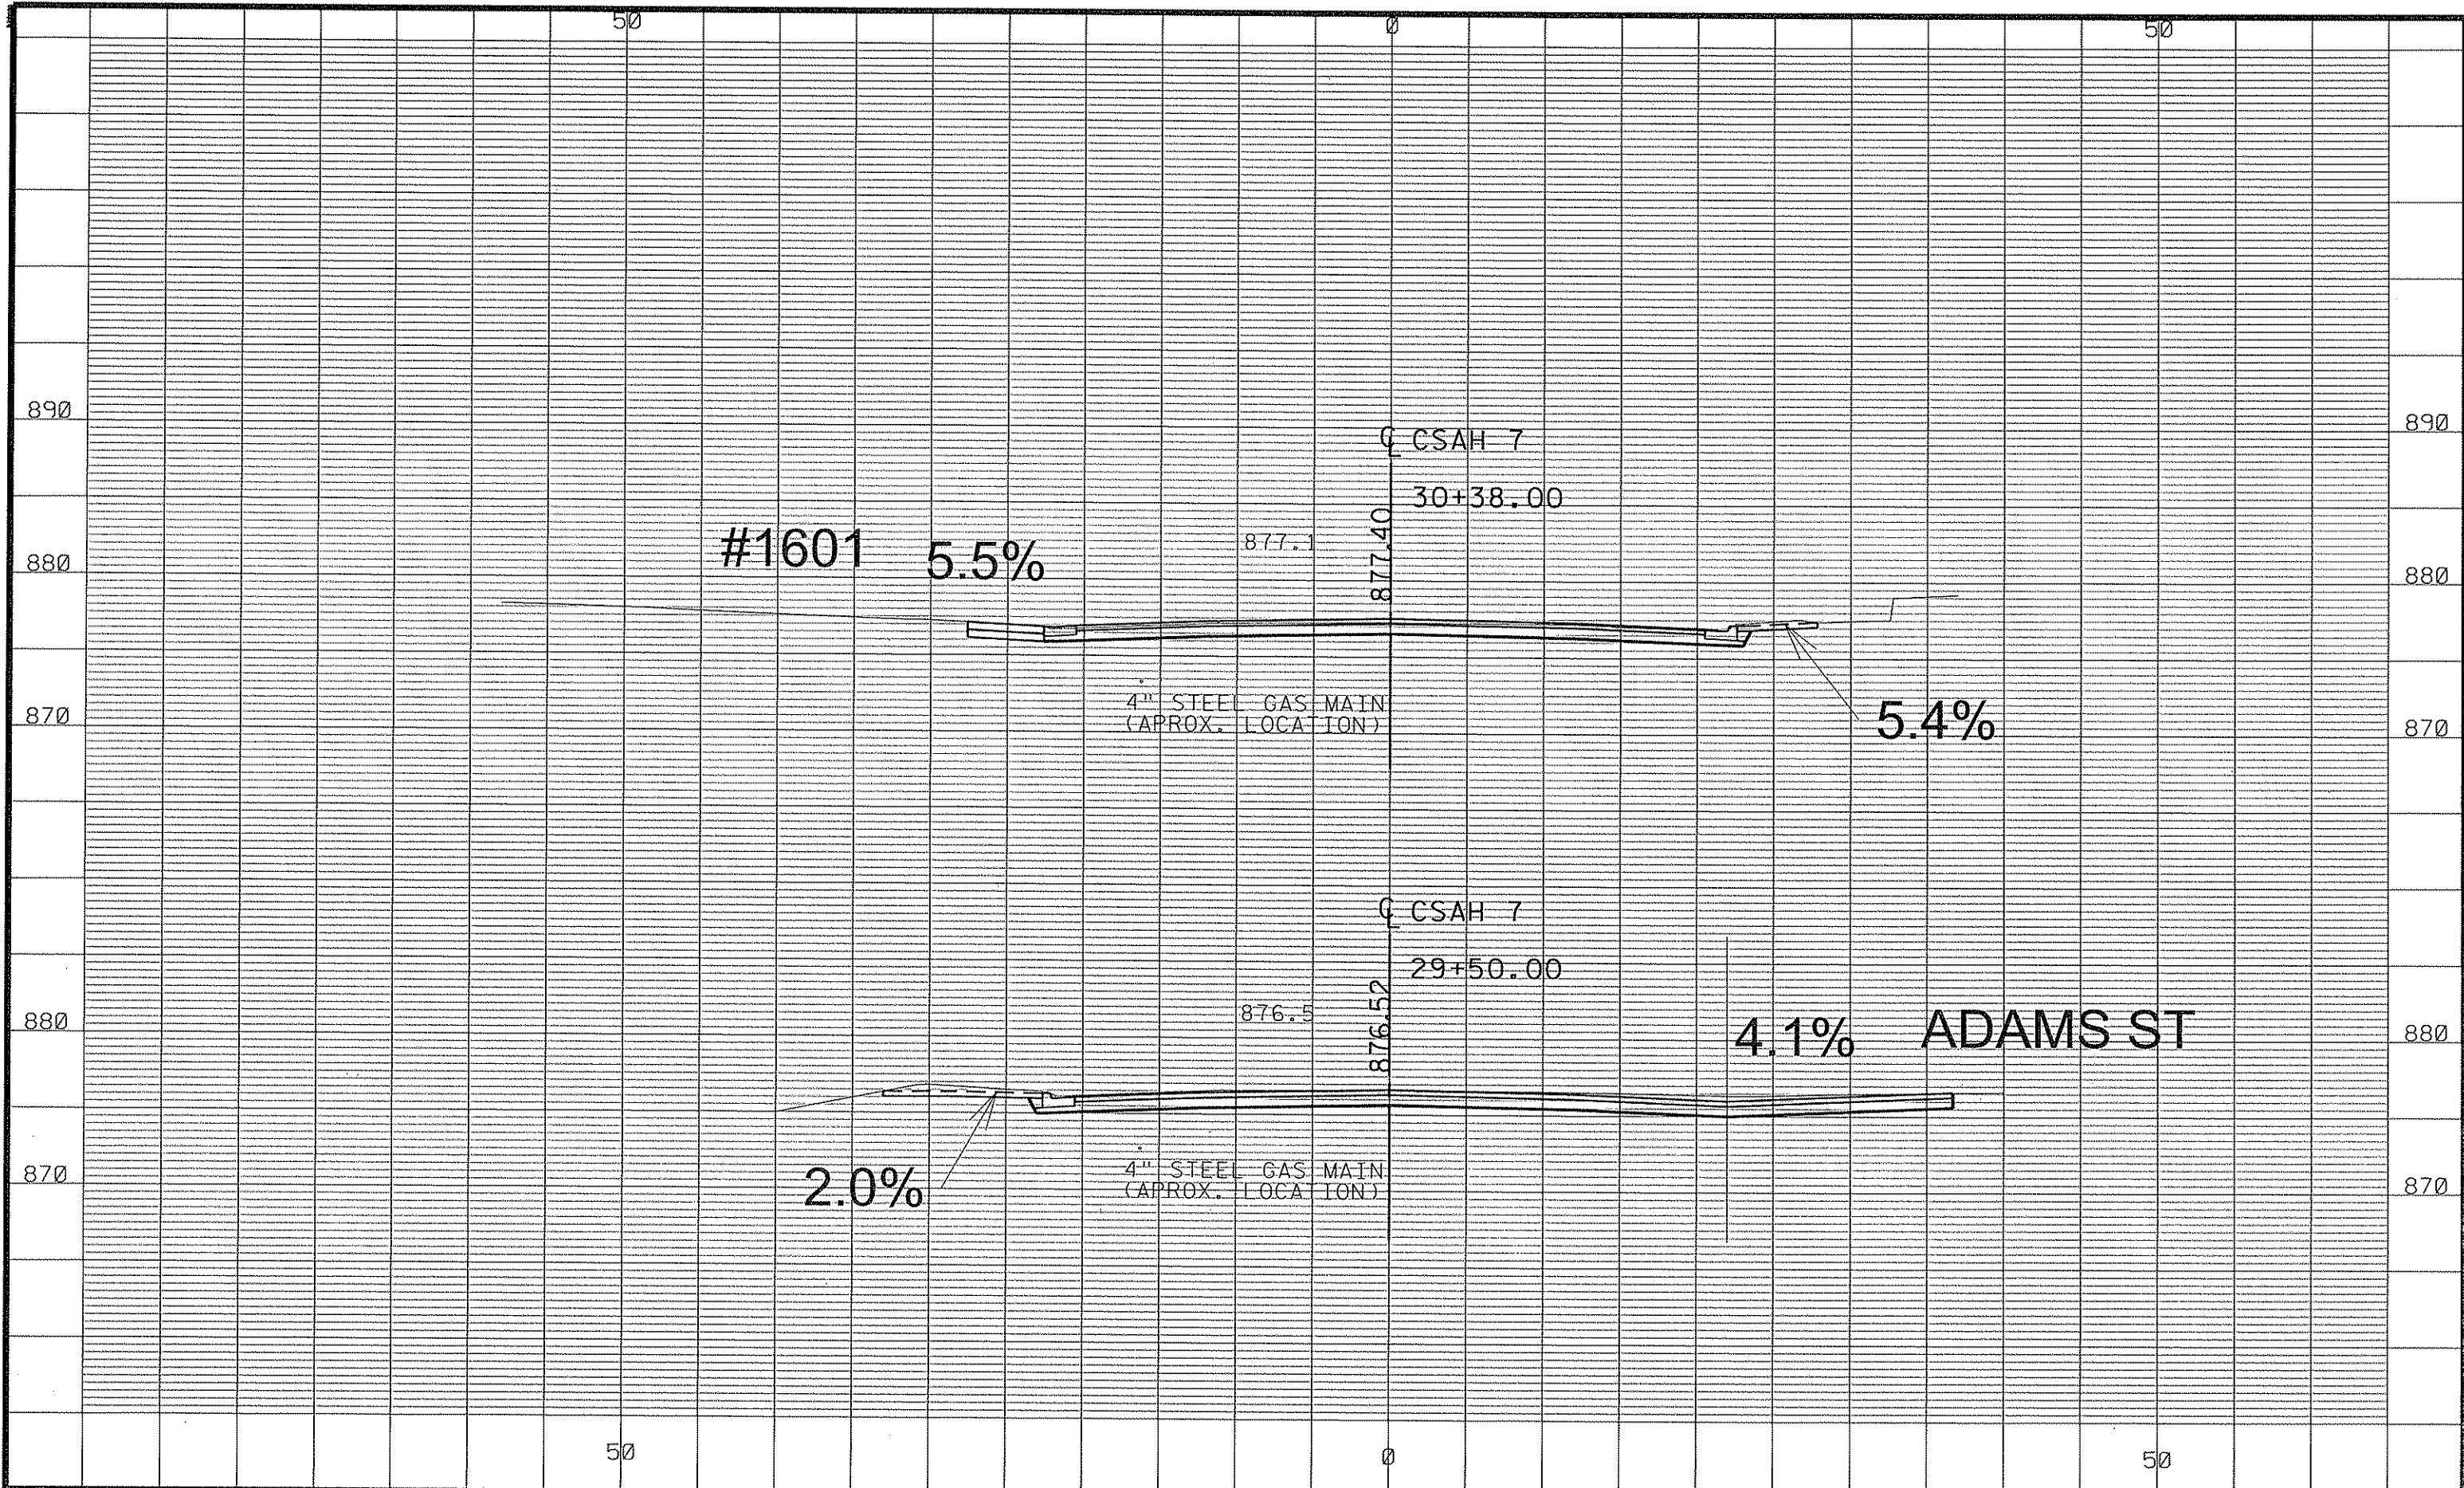 50 0 50
890 890
℄ CSAH 7
30+38.00
877.40
877.1
#1601 5.5%
880 880
4" STEEL GAS MAIN
(APROX. LOCATION)
870 5.4% 870
℄ CSAH 7
29+50.00
876.52
876.5
880 4.1% ADAMS ST 880
4" STEEL GAS MAIN
(APROX. LOCATION)
870 2.0% 870
50 0 50